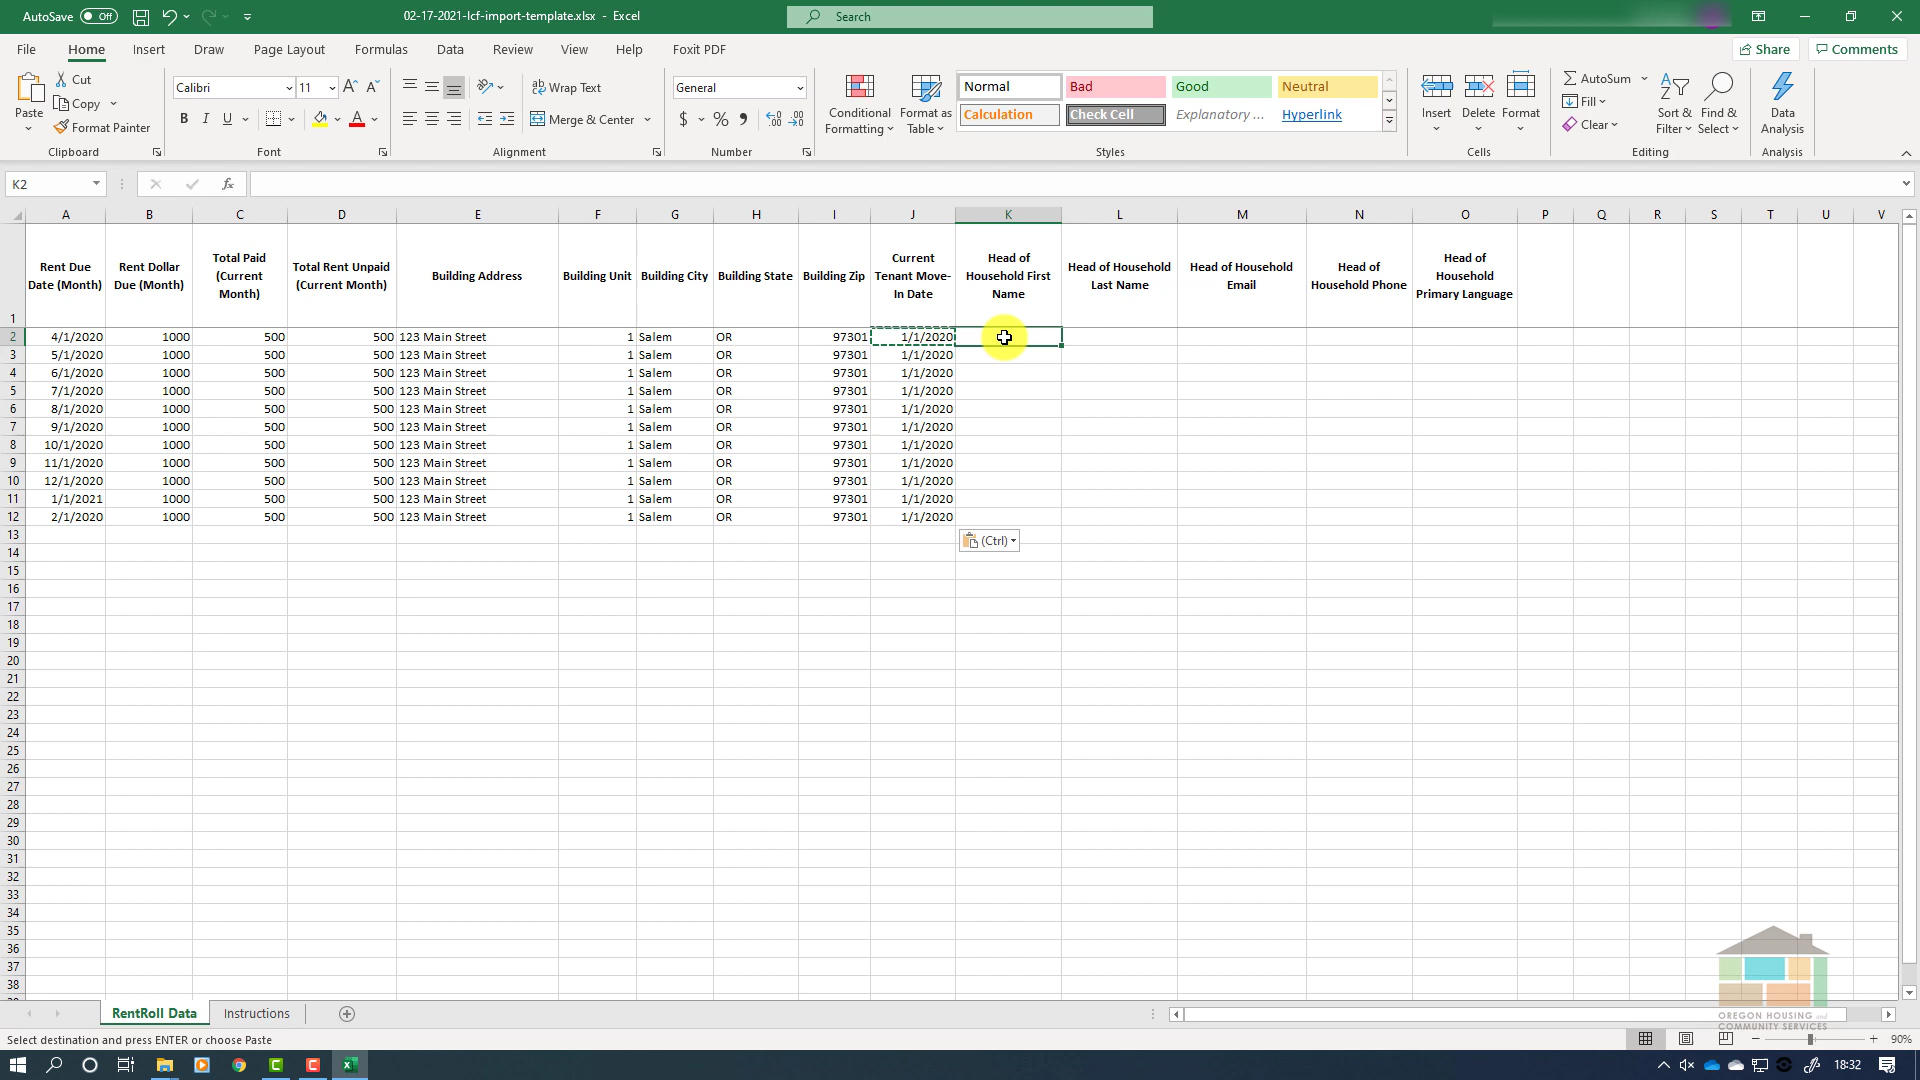 AutoSave Off 02-17-2021-lcf-import-template.xlsx - Excel Search
File Home Insert Draw Page Layout Formulas Data Review View Help Foxit PDF Share Comments
Paste Cut Copy Format Painter
Calibri 11 A A B I U A
ab Wrap Text Merge & Center
General $ % 9
Conditional Formatting Format as Table
Normal Bad Good Neutral
Calculation Check Cell Explanatory ... Hyperlink
Insert Delete Format
AutoSum Fill Clear Sort & Filter Find & Select
Data Analysis
Clipboard Font Alignment Number Styles Cells Editing Analysis
K2 fx
A B C D E F G H I J K L M N O P Q R S T U V
1 Rent Due Date (Month) Rent Dollar Due (Month) Total Paid (Current Month) Total Rent Unpaid (Current Month) Building Address Building Unit Building City Building State Building Zip Current Tenant Move-In Date Head of Household First Name Head of Household Last Name Head of Household Email Head of Household Phone Head of Household Primary Language
2 4/1/2020 1000 500 500 123 Main Street 1 Salem OR 97301 1/1/2020
3 5/1/2020 1000 500 500 123 Main Street 1 Salem OR 97301 1/1/2020
4 6/1/2020 1000 500 500 123 Main Street 1 Salem OR 97301 1/1/2020
5 7/1/2020 1000 500 500 123 Main Street 1 Salem OR 97301 1/1/2020
6 8/1/2020 1000 500 500 123 Main Street 1 Salem OR 97301 1/1/2020
7 9/1/2020 1000 500 500 123 Main Street 1 Salem OR 97301 1/1/2020
8 10/1/2020 1000 500 500 123 Main Street 1 Salem OR 97301 1/1/2020
9 11/1/2020 1000 500 500 123 Main Street 1 Salem OR 97301 1/1/2020
10 12/1/2020 1000 500 500 123 Main Street 1 Salem OR 97301 1/1/2020
11 1/1/2021 1000 500 500 123 Main Street 1 Salem OR 97301 1/1/2020
12 2/1/2020 1000 500 500 123 Main Street 1 Salem OR 97301 1/1/2020
13 (Ctrl)
14
15
16
17
18
19
20
21
22
23
24
25
26
27
28
29
30
31
32
33
34
35
36
37
38
RentRoll Data Instructions
OREGON HOUSING and
COMMUNITY SERVICES
Select destination and press ENTER or choose Paste 90%
18:32